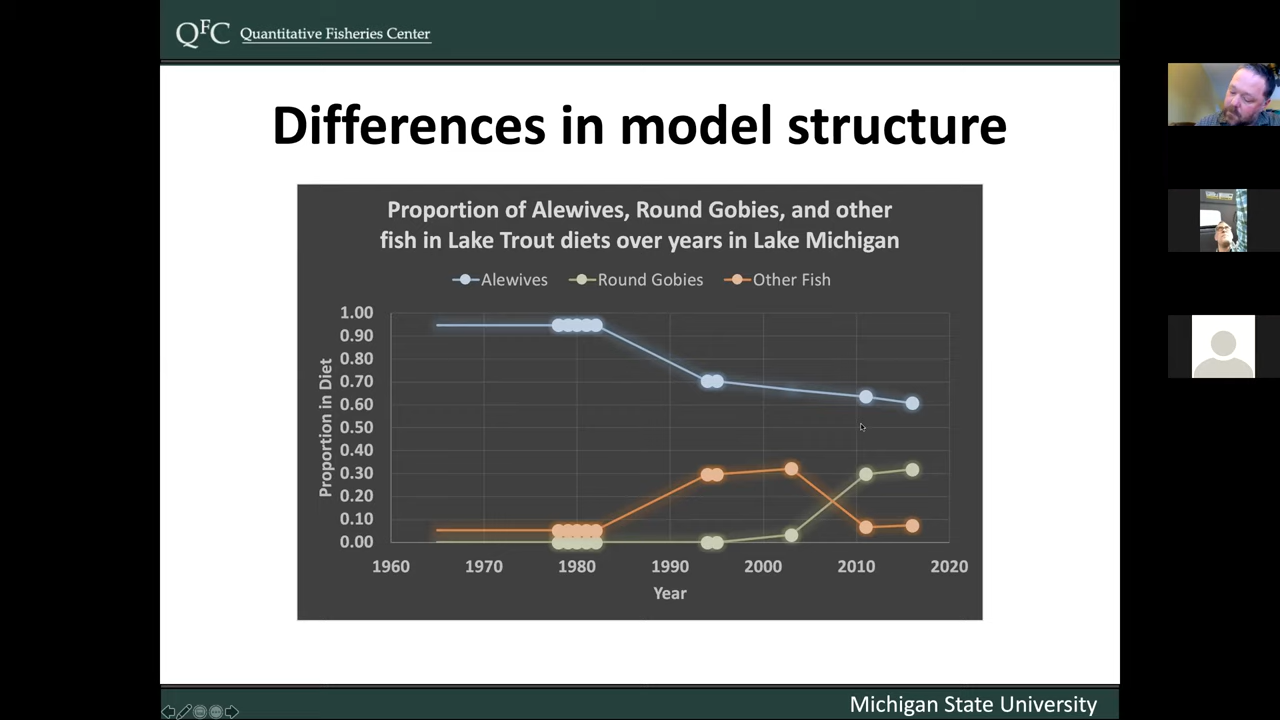 QFC Quantitative Fisheries Center
Differences in model structure
Proportion of Alewives, Round Gobies, and other
fish in Lake Trout diets over years in Lake Michigan
Alewives Round Gobies Other Fish
Proportion in Diet
1.00
0.90
0.80
0.70
0.60
0.50
0.40
0.30
0.20
0.10
0.00
1960 1970 1980 1990 2000 2010 2020
Year
Michigan State University